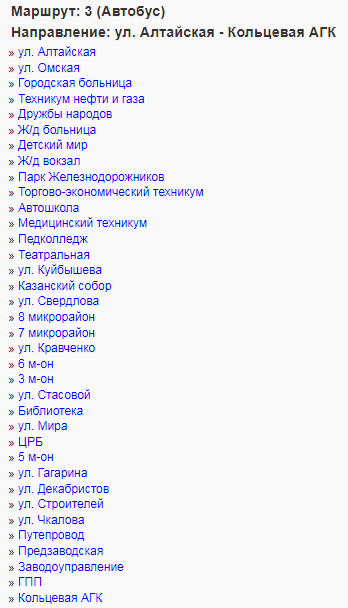 Маршрут: 3 (Автобус)
Направление: ул. Алтайская - Кольцевая АГК
» ул. Алтайская
» ул. Омская
» Городская больница
» Техникум нефти и газа
» Дружбы народов
» Ж/д больница
» Детский мир
» Ж/д вокзал
» Парк Железнодорожников
» Торгово-экономический техникум
» Автошкола
» Медицинский техникум
» Педколледж
» Театральная
» ул. Куйбышева
» Казанский собор
» ул. Свердлова
» 8 микрорайон
» 7 микрорайон
» ул. Кравченко
» 6 м-он
» 3 м-он
» ул. Стасовой
» Библиотека
» ул. Мира
» ЦРБ
» 5 м-он
» ул. Гагарина
» ул. Декабристов
» ул. Строителей
» ул. Чкалова
» Путепровод
» Предзаводская
» Заводоуправление
» ГПП
» Кольцевая АГК